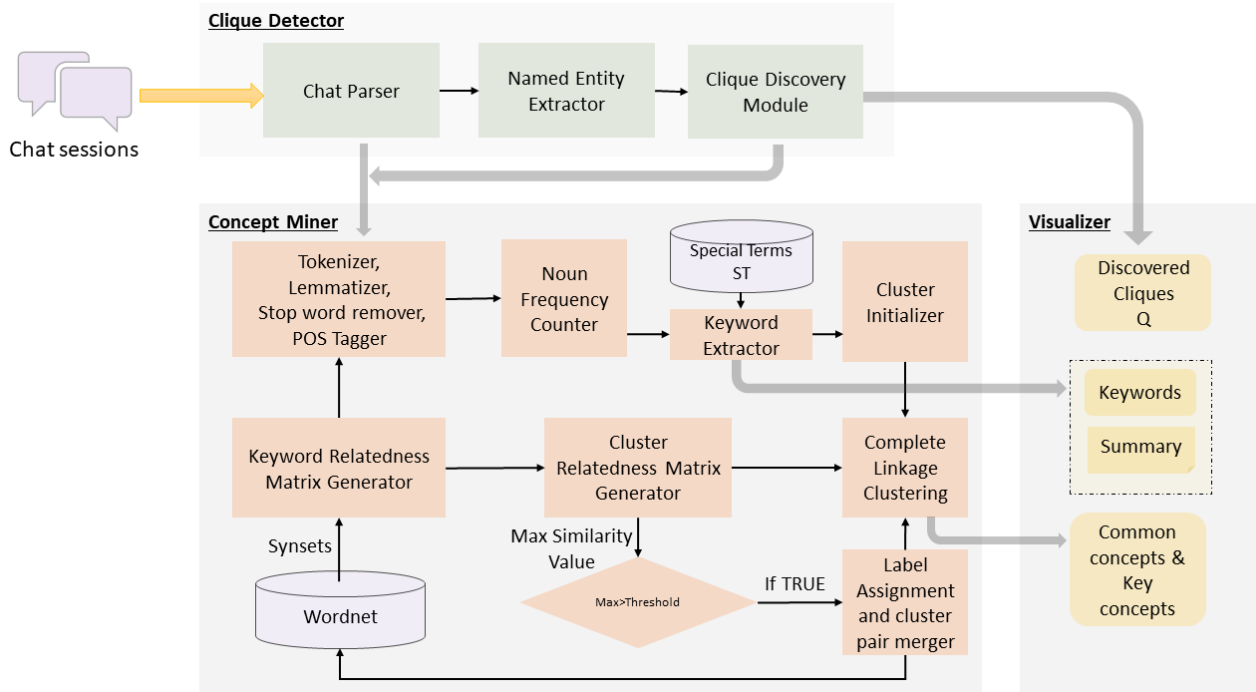 Clique Detector
Chat sessions
Chat Parser
Named Entity
Extractor
Clique Discovery
Module
Concept Miner
Tokenizer,
Lemmatizer,
Stop word remover,
POS Tagger
Noun
Frequency
Counter
Special Terms
ST
Keyword
Extractor
Cluster
Initializer
Keyword Relatedness
Matrix Generator
Cluster
Relatedness Matrix
Generator
Complete
Linkage
Clustering
Synsets
Wordnet
Max Similarity
Value
Max>Threshold
If TRUE
Label
Assignment
and cluster
pair merger
Visualizer
Discovered
Cliques
Q
Keywords
Summary
Common
concepts &
Key
concepts